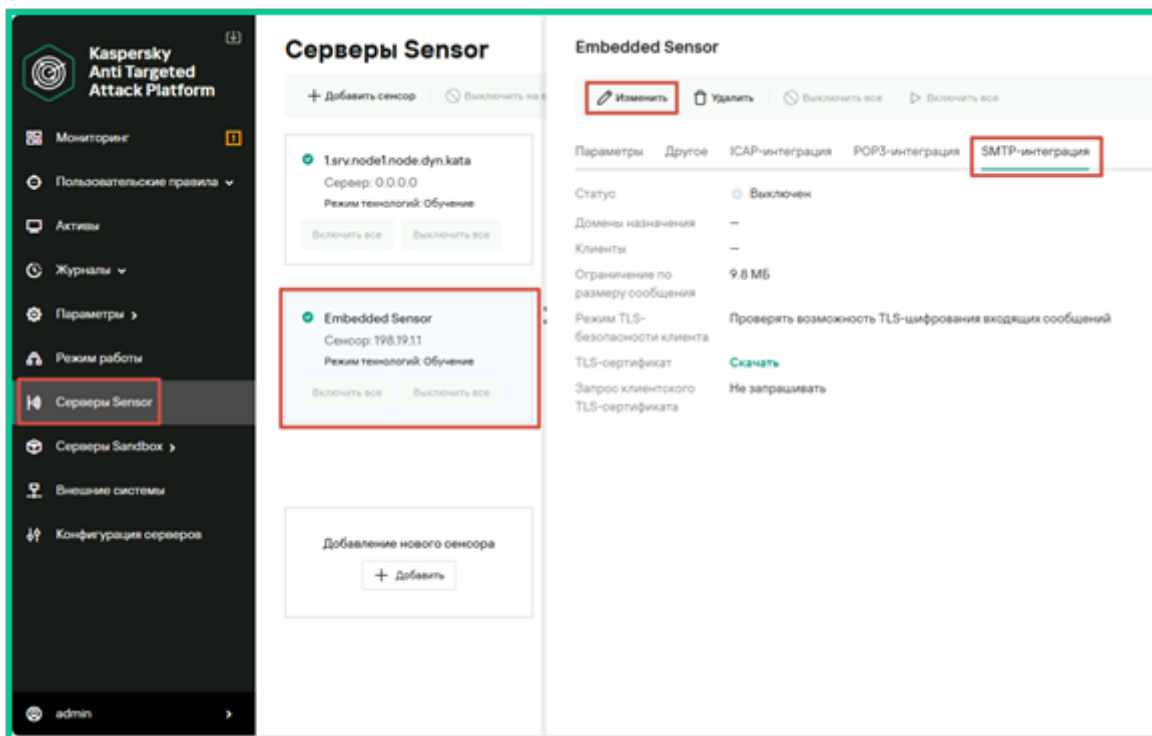 Kaspersky
Anti Targeted
Attack Platform
Мониторинг
Пользовательские правила
Активы
Журналы
Параметры
Режим работы
Серверы Sensor
Серверы Sandbox
Внешние системы
Конфигурация серверов
admin
Серверы Sensor
+ Добавить сенсор Выключить на в
1.srv.node1.node.dyn.kata
Сервер: 0.0.0.0
Режим технологий: Обучение
Включить все Выключить все
Embedded Sensor
Сенсор: 198.19.1.1
Режим технологий: Обучение
Включить все Выключить все
Добавление нового сенсора
+ Добавить
Embedded Sensor
Изменить Удалить Выключить все Включить все
Параметры Другое ICAP-интеграция POP3-интеграция SMTP-интеграция
Статус Выключен
Домены назначения —
Клиенты —
Ограничение по размеру сообщения 9.8 МБ
Режим TLS-безопасности клиента Проверять возможность TLS-шифрования входящих сообщений
TLS-сертификат Скачать
Запрос клиентского TLS-сертификата Не запрашивать